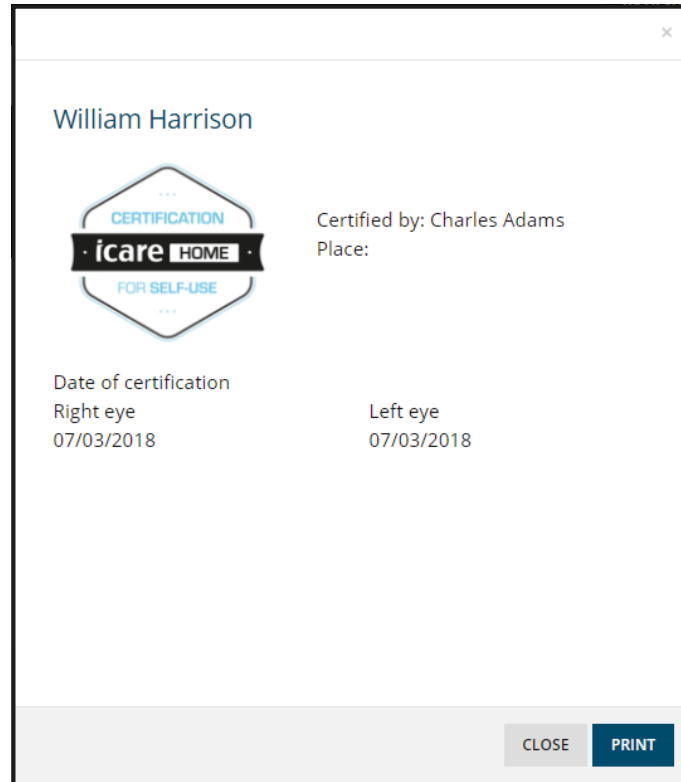 ×
William Harrison
CERTIFICATION
· icare HOME ·
FOR SELF-USE
Certified by: Charles Adams
Place:
Date of certification
Right eye
Left eye
07/03/2018
07/03/2018
CLOSE
PRINT